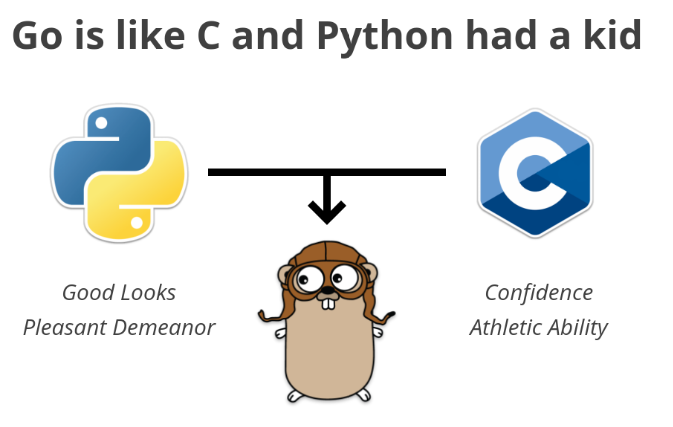 Go is like C and Python had a kid
C
Good Looks
Pleasant Demeanor
Confidence
Athletic Ability